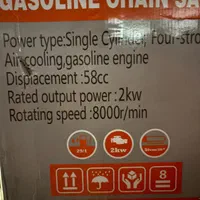 GASOLINE CHAIN SA
Power type:Single Cylinder, Four-stro
Air cooling,gasoline engine
Displacement :58cc
Rated output power :2kw
Rotating speed :8000r/min
2kw
8